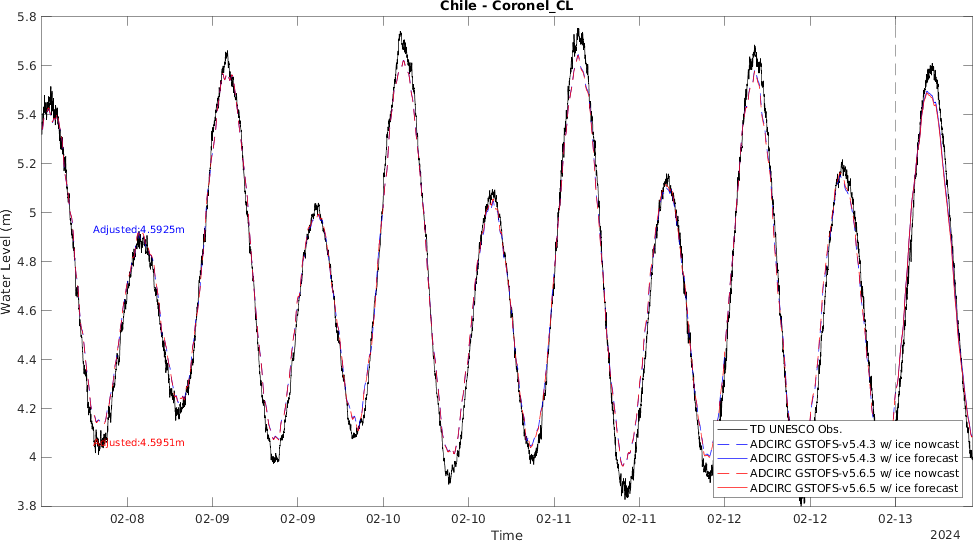 Chile - Coronel_CL
5.8
5.6
5.4
5.2
5
4.8
4.6
4.4
4.2
4
3.8
Water Level (m)
Adjusted:4.5925m
Adjusted:4.5951m
TD UNESCO Obs.
ADCIRC GSTOFS-v5.4.3 w/ ice nowcast
ADCIRC GSTOFS-v5.4.3 w/ ice forecast
ADCIRC GSTOFS-v5.6.5 w/ ice nowcast
ADCIRC GSTOFS-v5.6.5 w/ ice forecast
02-08 02-09 02-09 02-10 02-10 02-11 02-11 02-12 02-12 02-13
Time
2024